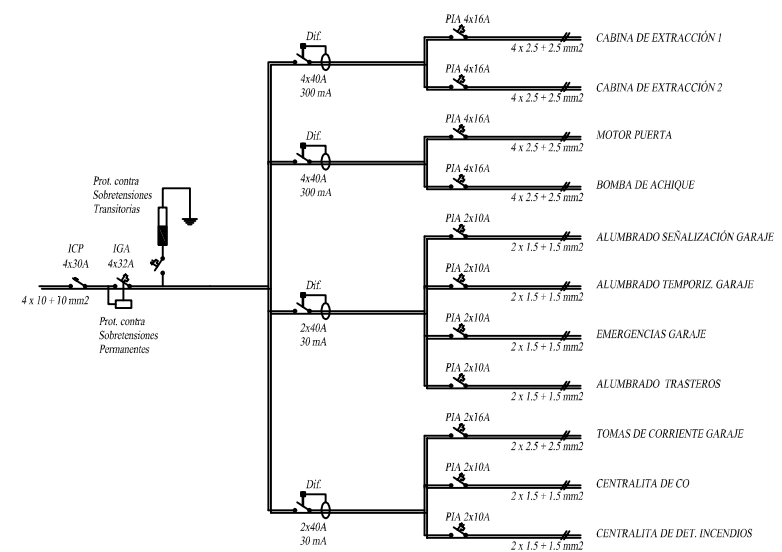 PIA 4x16A
4 x 2.5 + 2.5 mm2
CABINA DE EXTRACCIÓN 1
Dif.
4x40A
300 mA
PIA 4x16A
4 x 2.5 + 2.5 mm2
CABINA DE EXTRACCIÓN 2
PIA 4x16A
4 x 2.5 + 2.5 mm2
MOTOR PUERTA
Dif.
4x40A
300 mA
PIA 4x16A
4 x 2.5 + 2.5 mm2
BOMBA DE ACHIQUE
Prot. contra
Sobretensiones
Transitorias
ICP
4x30A
IGA
4x32A
4 x 10 + 10 mm2
Prot. contra
Sobretensiones
Permanentes
PIA 2x10A
2 x 1.5 + 1.5 mm2
ALUMBRADO SEÑALIZACIÓN GARAJE
PIA 2x10A
2 x 1.5 + 1.5 mm2
ALUMBRADO TEMPORIZ. GARAJE
Dif.
2x40A
30 mA
PIA 2x10A
2 x 1.5 + 1.5 mm2
EMERGENCIAS GARAJE
PIA 2x10A
2 x 1.5 + 1.5 mm2
ALUMBRADO TRASTEROS
PIA 2x16A
2 x 2.5 + 2.5 mm2
TOMAS DE CORRIENTE GARAJE
Dif.
2x40A
30 mA
PIA 2x10A
2 x 1.5 + 1.5 mm2
CENTRALITA DE CO
PIA 2x10A
2 x 1.5 + 1.5 mm2
CENTRALITA DE DET. INCENDIOS